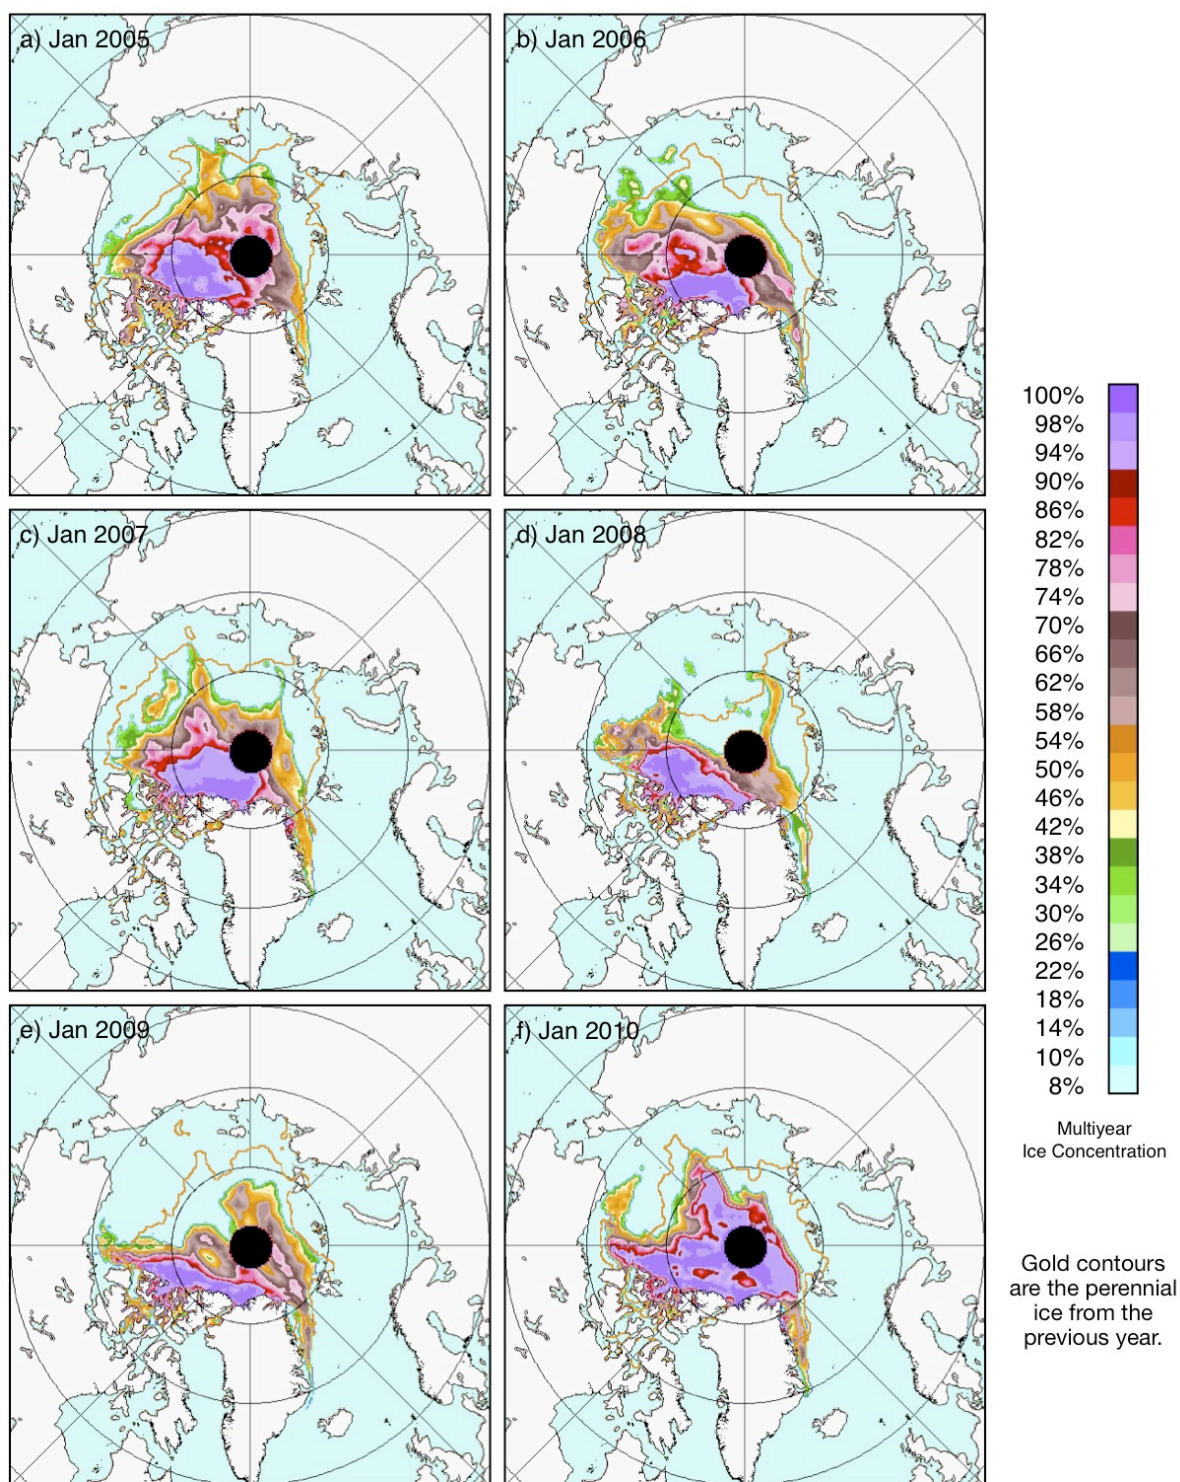 a) Jan 2005
b) Jan 2006
c) Jan 2007
d) Jan 2008
e) Jan 2009
f) Jan 2010
100%
98%
94%
90%
86%
82%
78%
74%
70%
66%
62%
58%
54%
50%
46%
42%
38%
34%
30%
26%
22%
18%
14%
10%
8%
Multiyear
Ice Concentration
Gold contours
are the perennial
ice from the
previous year.